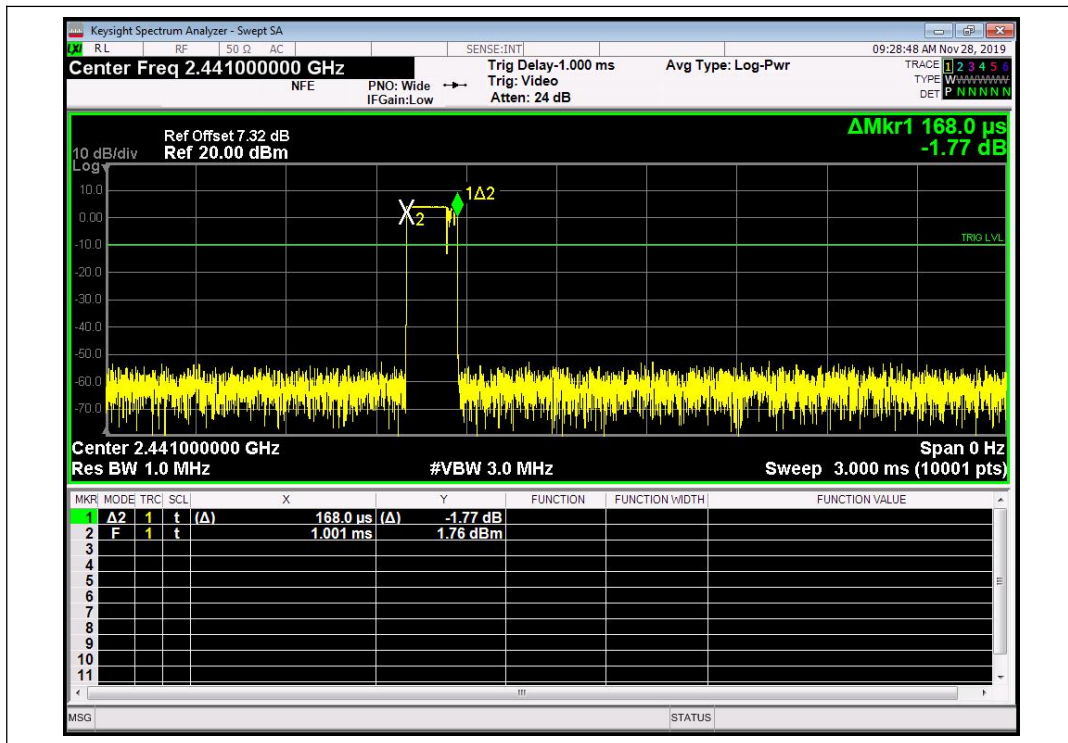 Keysight Spectrum Analyzer - Swept SA
LXI RL RF 50 Ω AC SENSE:INT 09:28:48 AM Nov 28, 2019
Center Freq 2.441000000 GHz
NFE
PNO: Wide
IFGain:Low
Trig Delay-1.000 ms
Trig: Video
Atten: 24 dB
Avg Type: Log-Pwr
TRACE 1 2 3 4 5 6
TYPE W
DET P N N N N N
ΔMkr1 168.0 µs
-1.77 dB
Ref Offset 7.32 dB
10 dB/div Ref 20.00 dBm
Log
10.0
0.00
-10.0
-20.0
-30.0
-40.0
-50.0
-60.0
-70.0
X2
1Δ2
TRIG LVL
Center 2.441000000 GHz Span 0 Hz
Res BW 1.0 MHz #VBW 3.0 MHz Sweep 3.000 ms (10001 pts)
MKR MODE TRC SCL X Y FUNCTION FUNCTION WIDTH FUNCTION VALUE
1 Δ2 1 t (Δ) 168.0 µs (Δ) -1.77 dB
2 F 1 t 1.001 ms 1.76 dBm
3
4
5
6
7
8
9
10
11
MSG STATUS